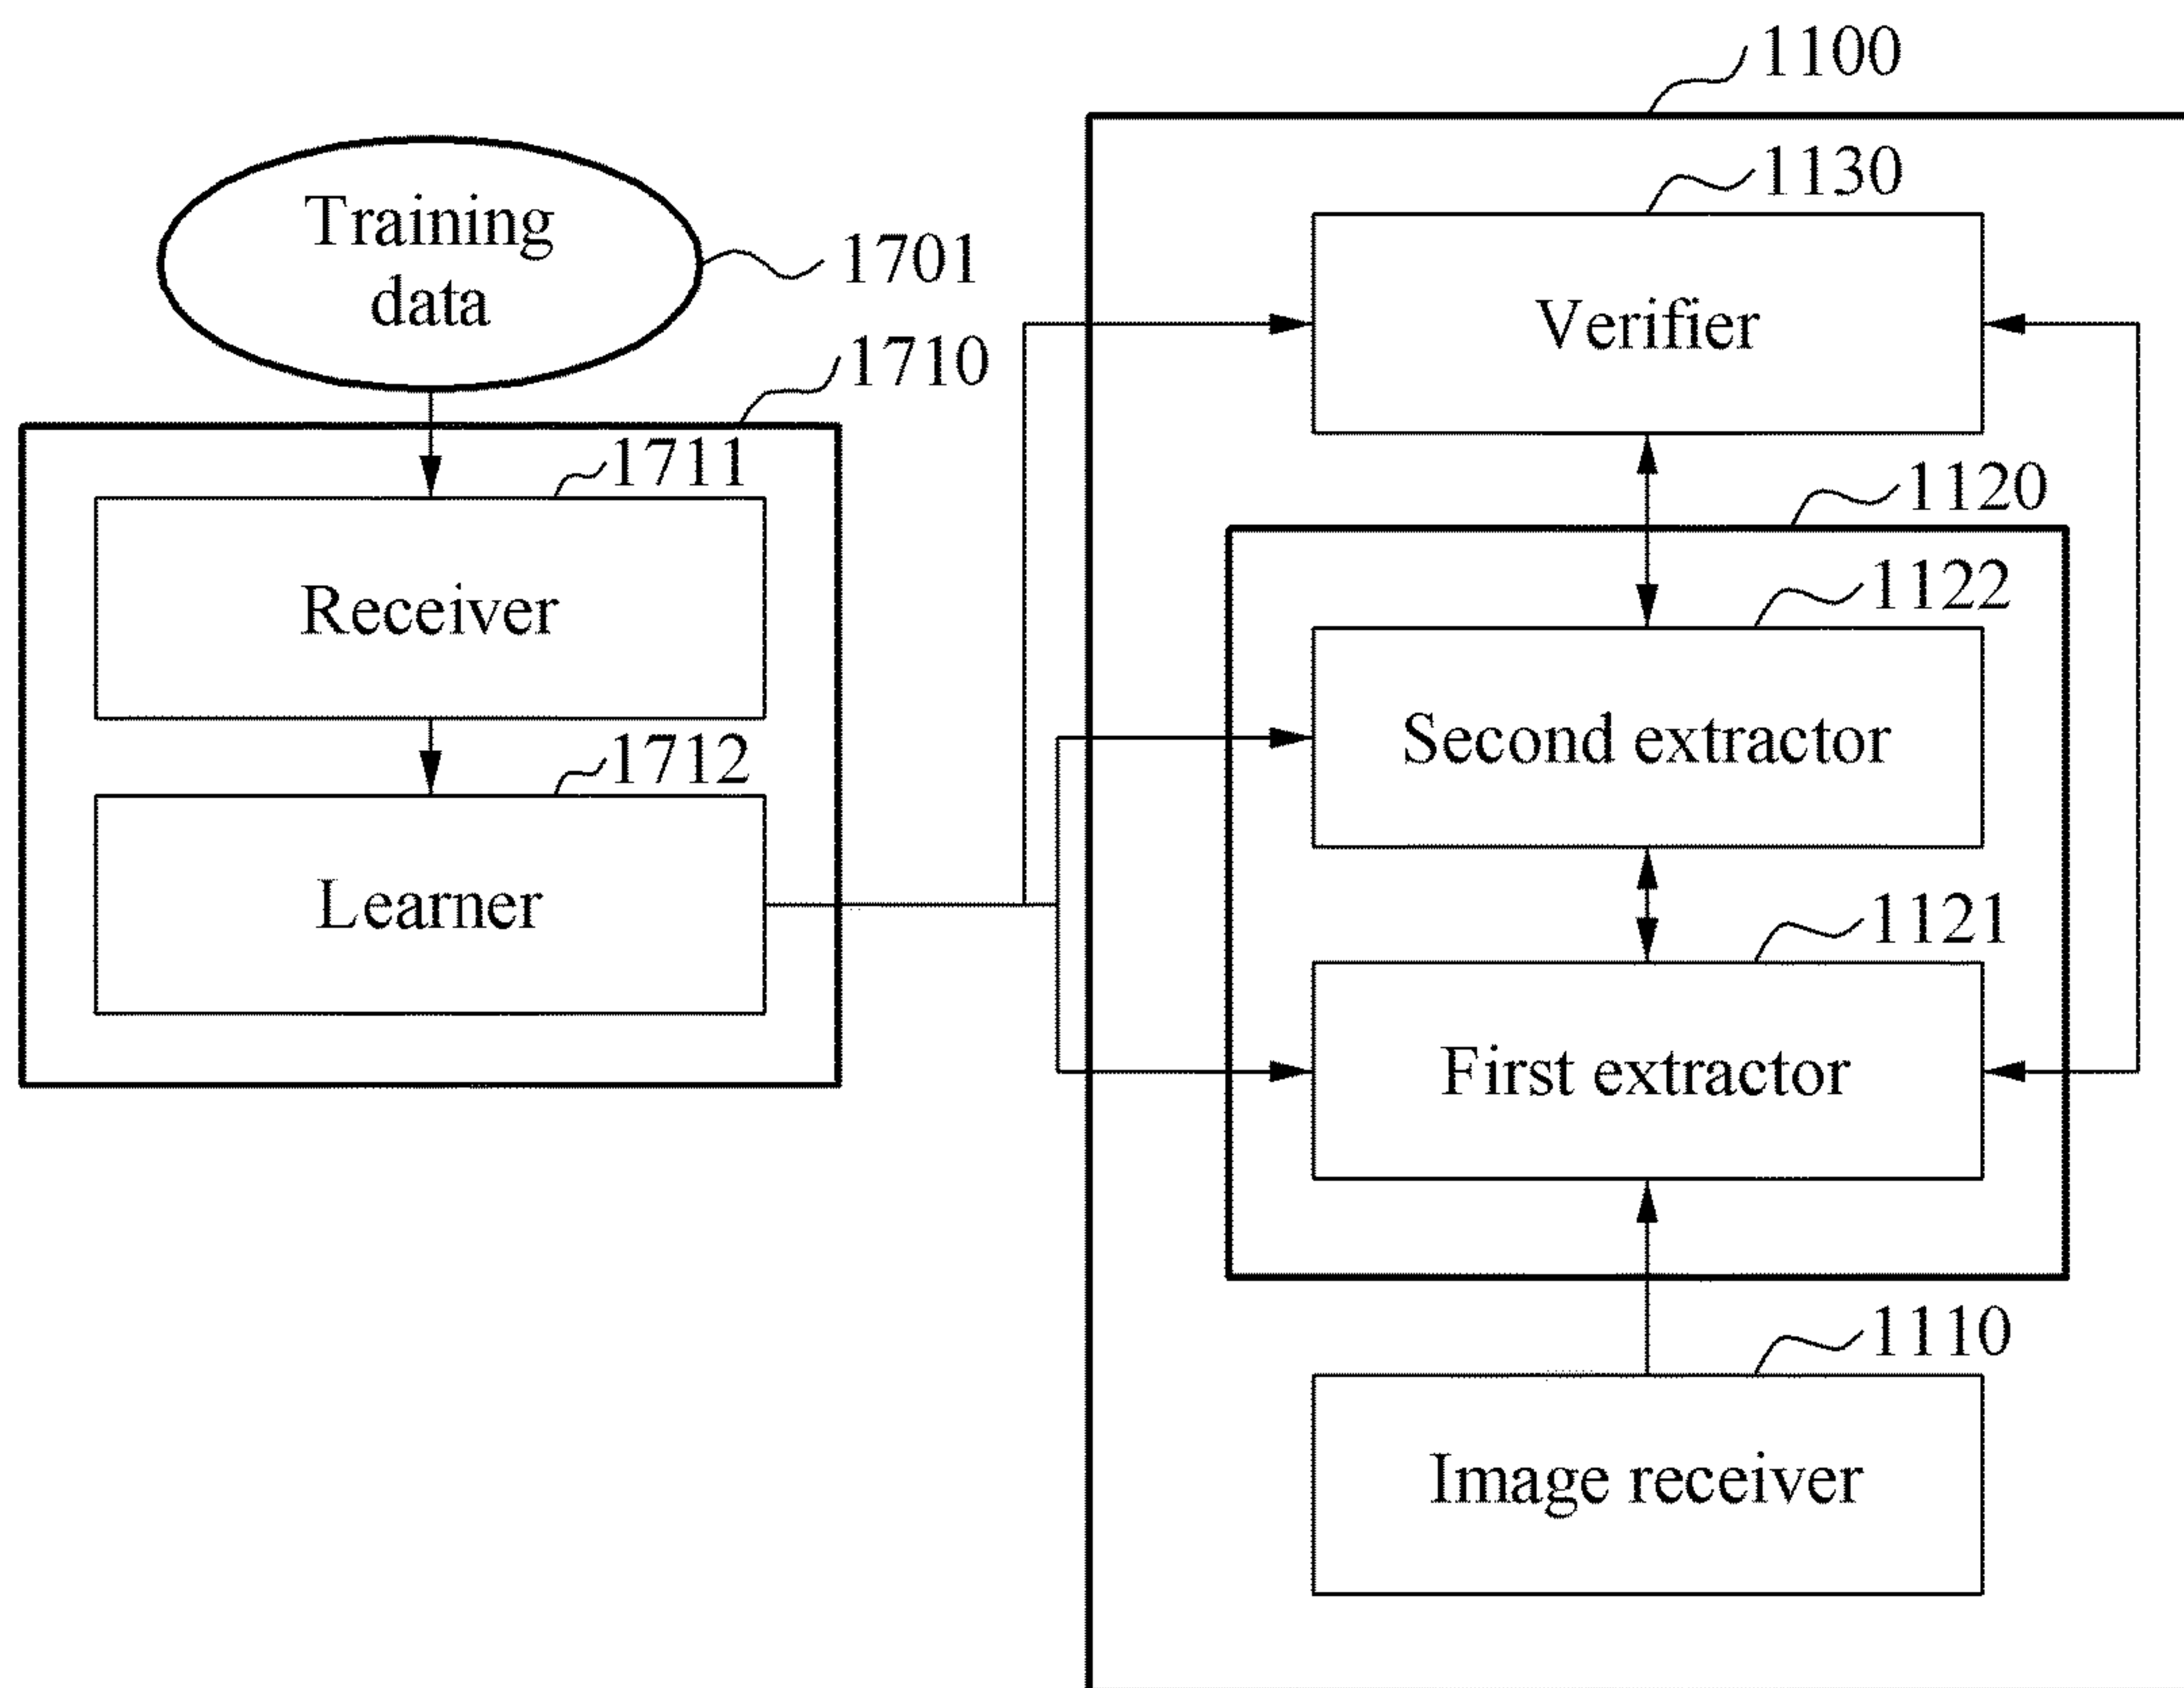 1100
1130
Training
data
1701
Verifier
1710
1711
1120
Receiver
1122
Second extractor
1712
Learner
1121
First extractor
1110
Image receiver